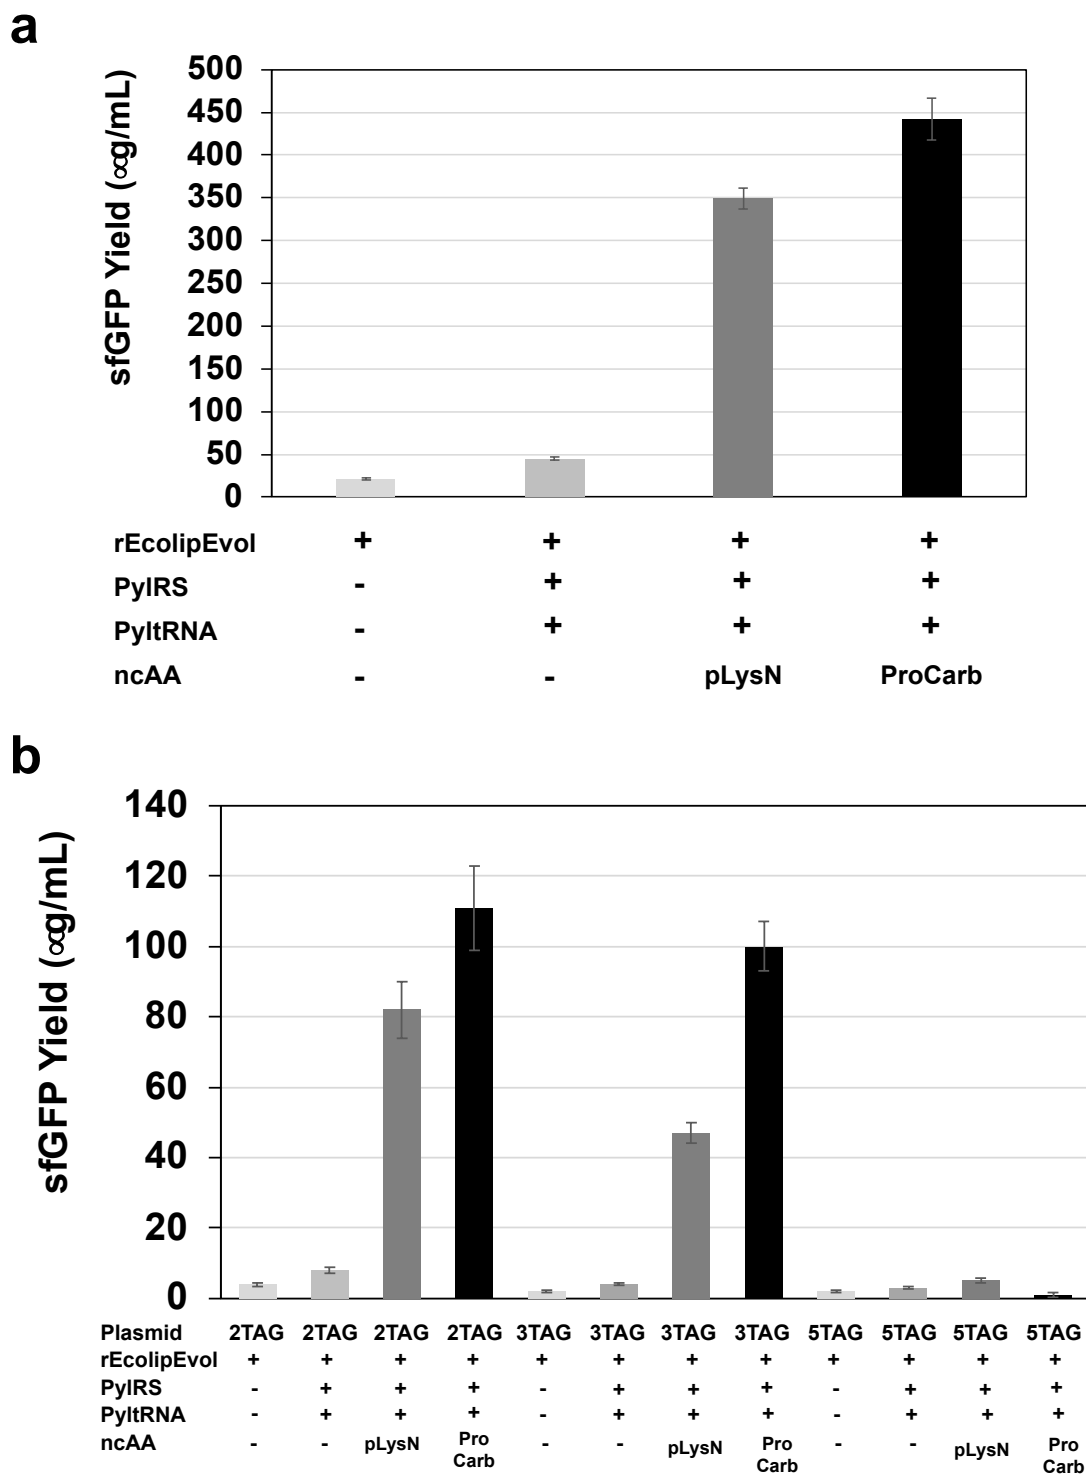 a
500
450
400
350
300
250
200
150
100
50
0
sfGFP Yield (αg/mL)
rEcolipEvol + + + +
PylRS - + + +
PyltRNA - + + +
ncAA - - pLysN ProCarb
b
140
120
100
80
60
40
20
0
sfGFP Yield (αg/mL)
Plasmid 2TAG 2TAG 2TAG 2TAG 3TAG 3TAG 3TAG 3TAG 5TAG 5TAG 5TAG 5TAG
rEcolipEvol + + + + + + + + + + + +
PylRS - + + + - + + + - + + +
PyltRNA - + + + - + + + - + + +
ncAA - - pLysN Pro Carb - - pLysN Pro Carb - - pLysN Pro Carb